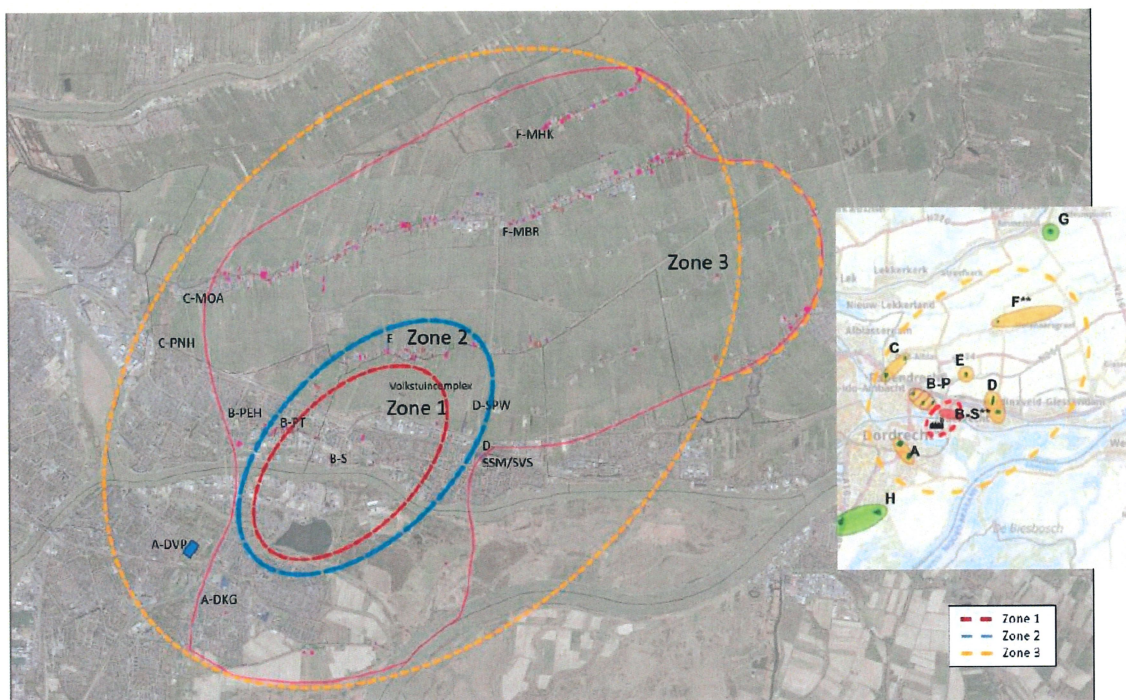 F-MHK
F-MBR
Zone 3
C-MOA
C-PNH
E
Zone 2
Volkstuincomplex
Zone 1
B-PEH
B-PT
D-SPW
B-S
D-
SSM/SVS
A-DVP
A-DKG
G
Lekkerkerk
Lek
Nieuw Lekkerland
F**
Alblasserdam
C
E
B-P
D
B-S**
Dordrecht
A
H
De Biesbosch
Zone 1
Zone 2
Zone 3